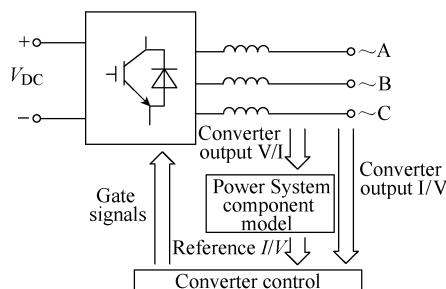 +
V_DC
−
~A
~B
~C
Converter
output V/I
Converter
output I/V
Power System
component
model
Gate
signals
Reference I/V
Converter control